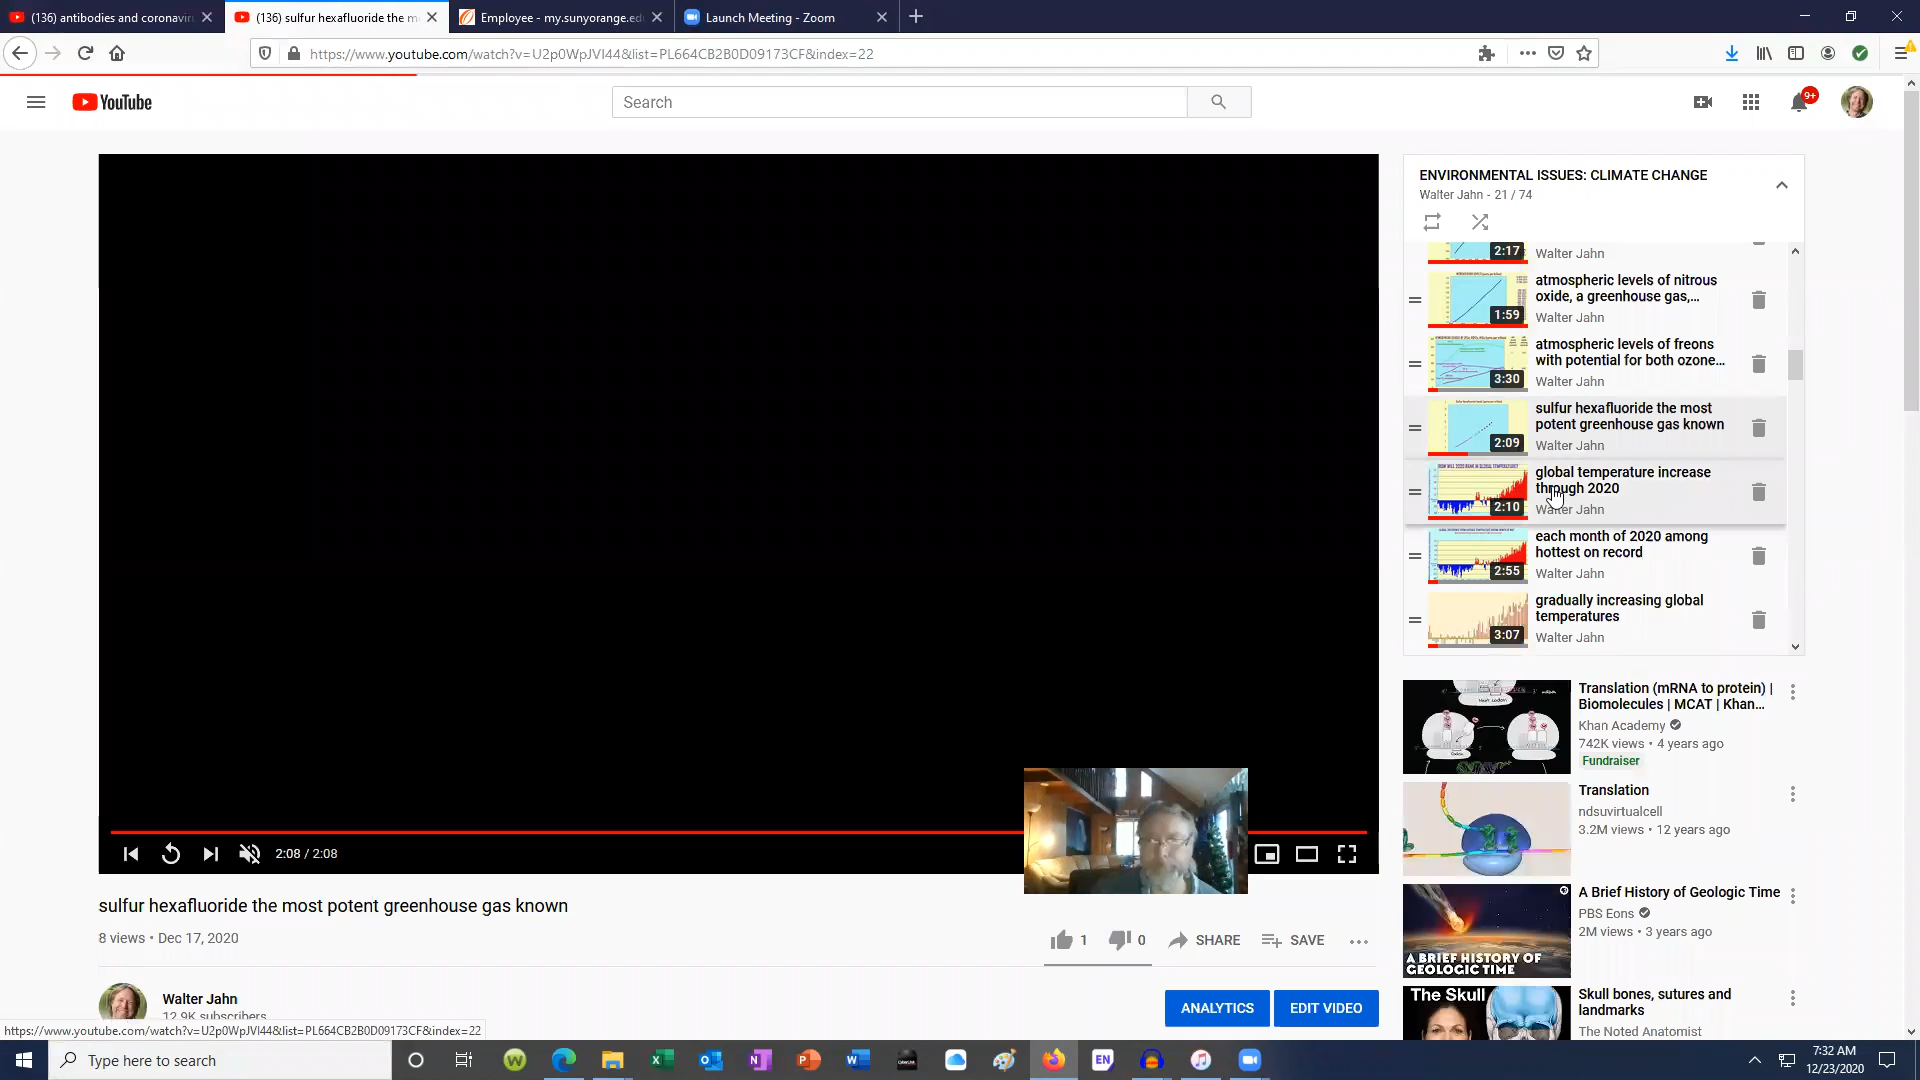 (136) antibodies and coronaviru
(136) sulfur hexafluoride the m
Employee - my.sunyorange.ed
Launch Meeting - Zoom
https://www.youtube.com/watch?v=U2p0WpJVI44&list=PL664CB2B0D09173CF&index=22
YouTube
Search
9+
ENVIRONMENTAL ISSUES: CLIMATE CHANGE
Walter Jahn - 21 / 74
2:17
Walter Jahn
atmospheric levels of nitrous
oxide, a greenhouse gas,...
1:59
Walter Jahn
atmospheric levels of freons
with potential for both ozone...
3:30
Walter Jahn
sulfur hexafluoride the most
potent greenhouse gas known
2:09
Walter Jahn
global temperature increase
through 2020
2:10
Walter Jahn
each month of 2020 among
hottest on record
2:55
Walter Jahn
gradually increasing global
temperatures
3:07
Walter Jahn
Translation (mRNA to protein) |
Biomolecules | MCAT | Khan...
Khan Academy
742K views • 4 years ago
Fundraiser
Translation
ndsuvirtualcell
3.2M views • 12 years ago
A BRIEF HISTORY OF
GEOLOGIC TIME
A Brief History of Geologic Time
PBS Eons
2M views • 3 years ago
The Skull
Skull bones, sutures and
landmarks
The Noted Anatomist
2:08 / 2:08
sulfur hexafluoride the most potent greenhouse gas known
8 views • Dec 17, 2020
1
0
SHARE
SAVE
Walter Jahn
12.9K subscribers
ANALYTICS
EDIT VIDEO
https://www.youtube.com/watch?v=U2p0WpJVI44&list=PL664CB2B0D09173CF&index=22
Type here to search
EN
7:32 AM
12/23/2020